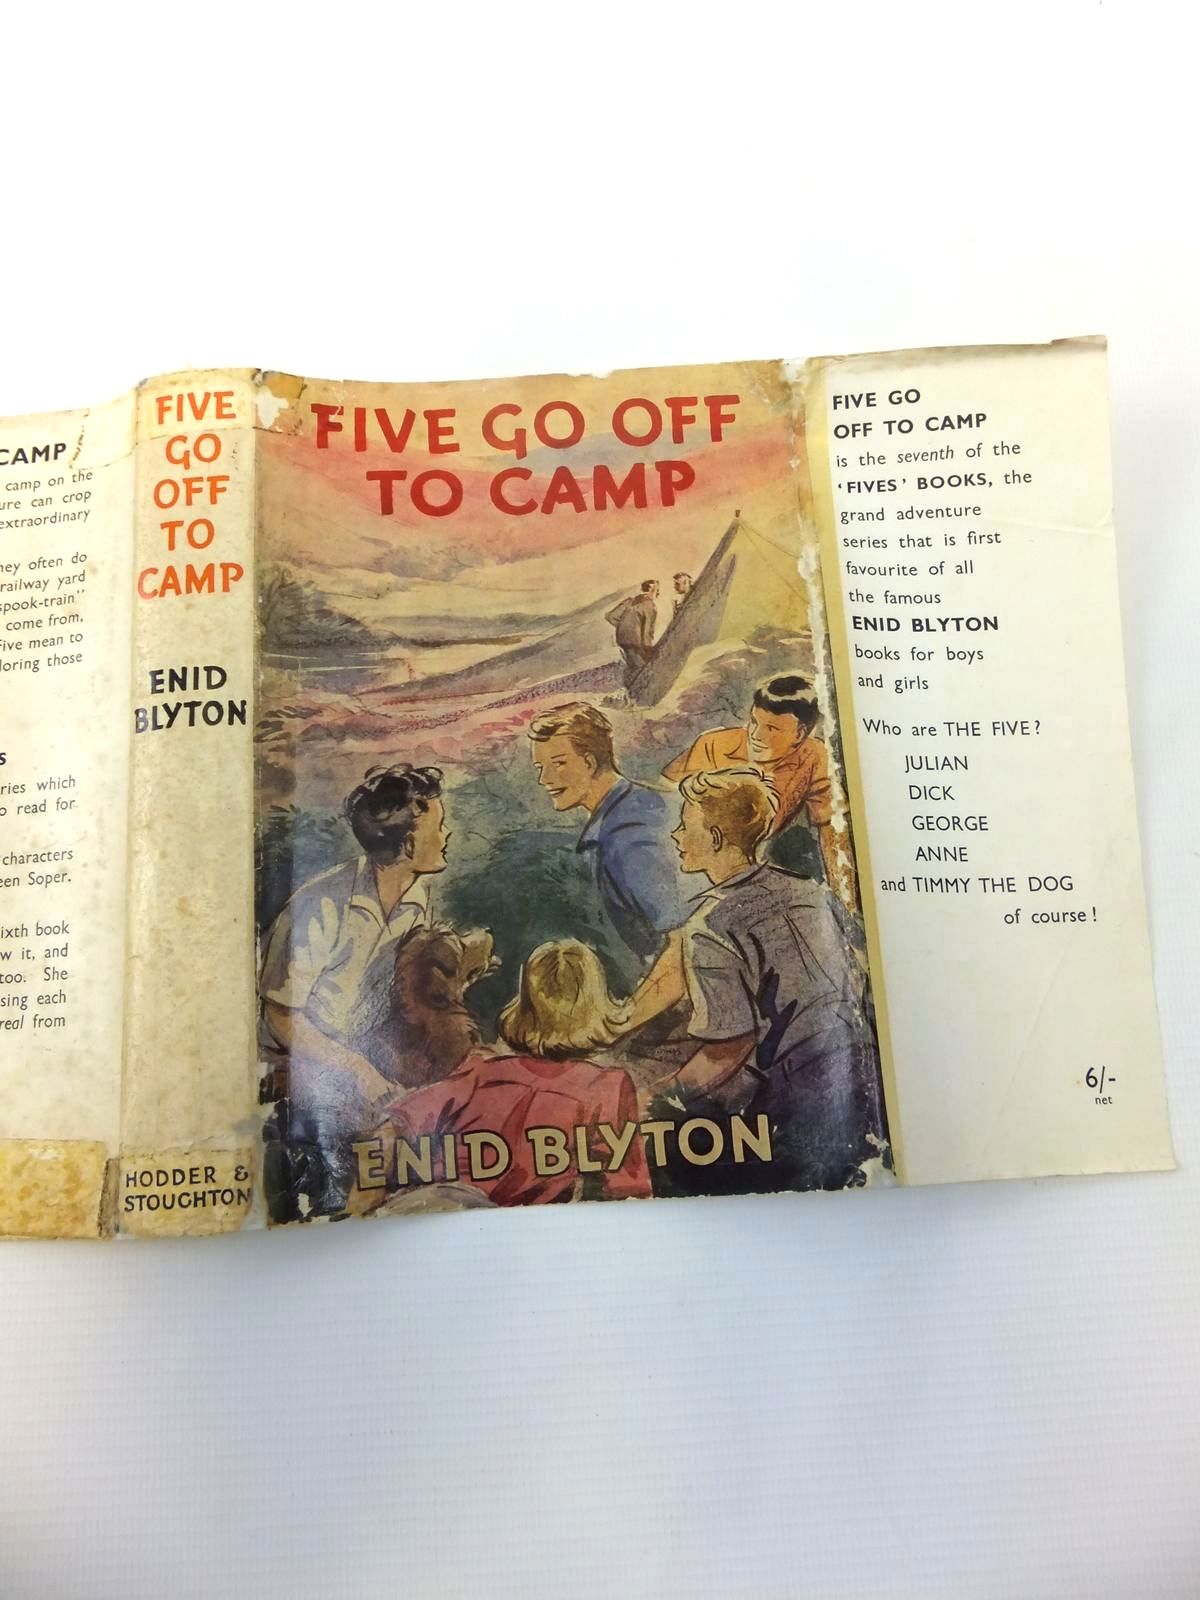 CAMP
camp on the
ure can crop
extraordinary
hey often do
railway yard
spook-train"
come from,
Five mean to
loring those
s
ries which
o read for
characters
een Soper.
ixth book
w it, and
too. She
sing each
real from
FIVE
GO
OFF
TO
CAMP
ENID
BLYTON
HODDER &
STOUGHTON
FIVE GO OFF
TO CAMP
ENID BLYTON
FIVE GO
OFF TO CAMP
is the seventh of the
'FIVES' BOOKS, the
grand adventure
series that is first
favourite of all
the famous
ENID BLYTON
books for boys
and girls
Who are THE FIVE?
JULIAN
DICK
GEORGE
ANNE
and TIMMY THE DOG
of course!
6/-
net